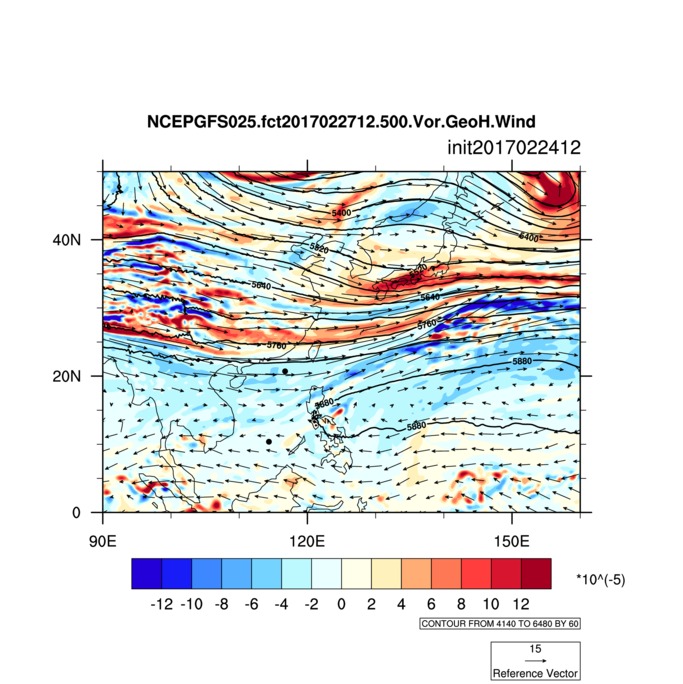 NCEPGFS025.fct2017022712.500.Vor.GeoH.Wind
init2017022412
5400
5400
5520
5640
5640
5760
5760
5880
5880
5880
40N
20N
0
90E 120E 150E
-12 -10 -8 -6 -4 -2 0 2 4 6 8 10 12
*10^(-5)
CONTOUR FROM 4140 TO 6480 BY 60
15
Reference Vector